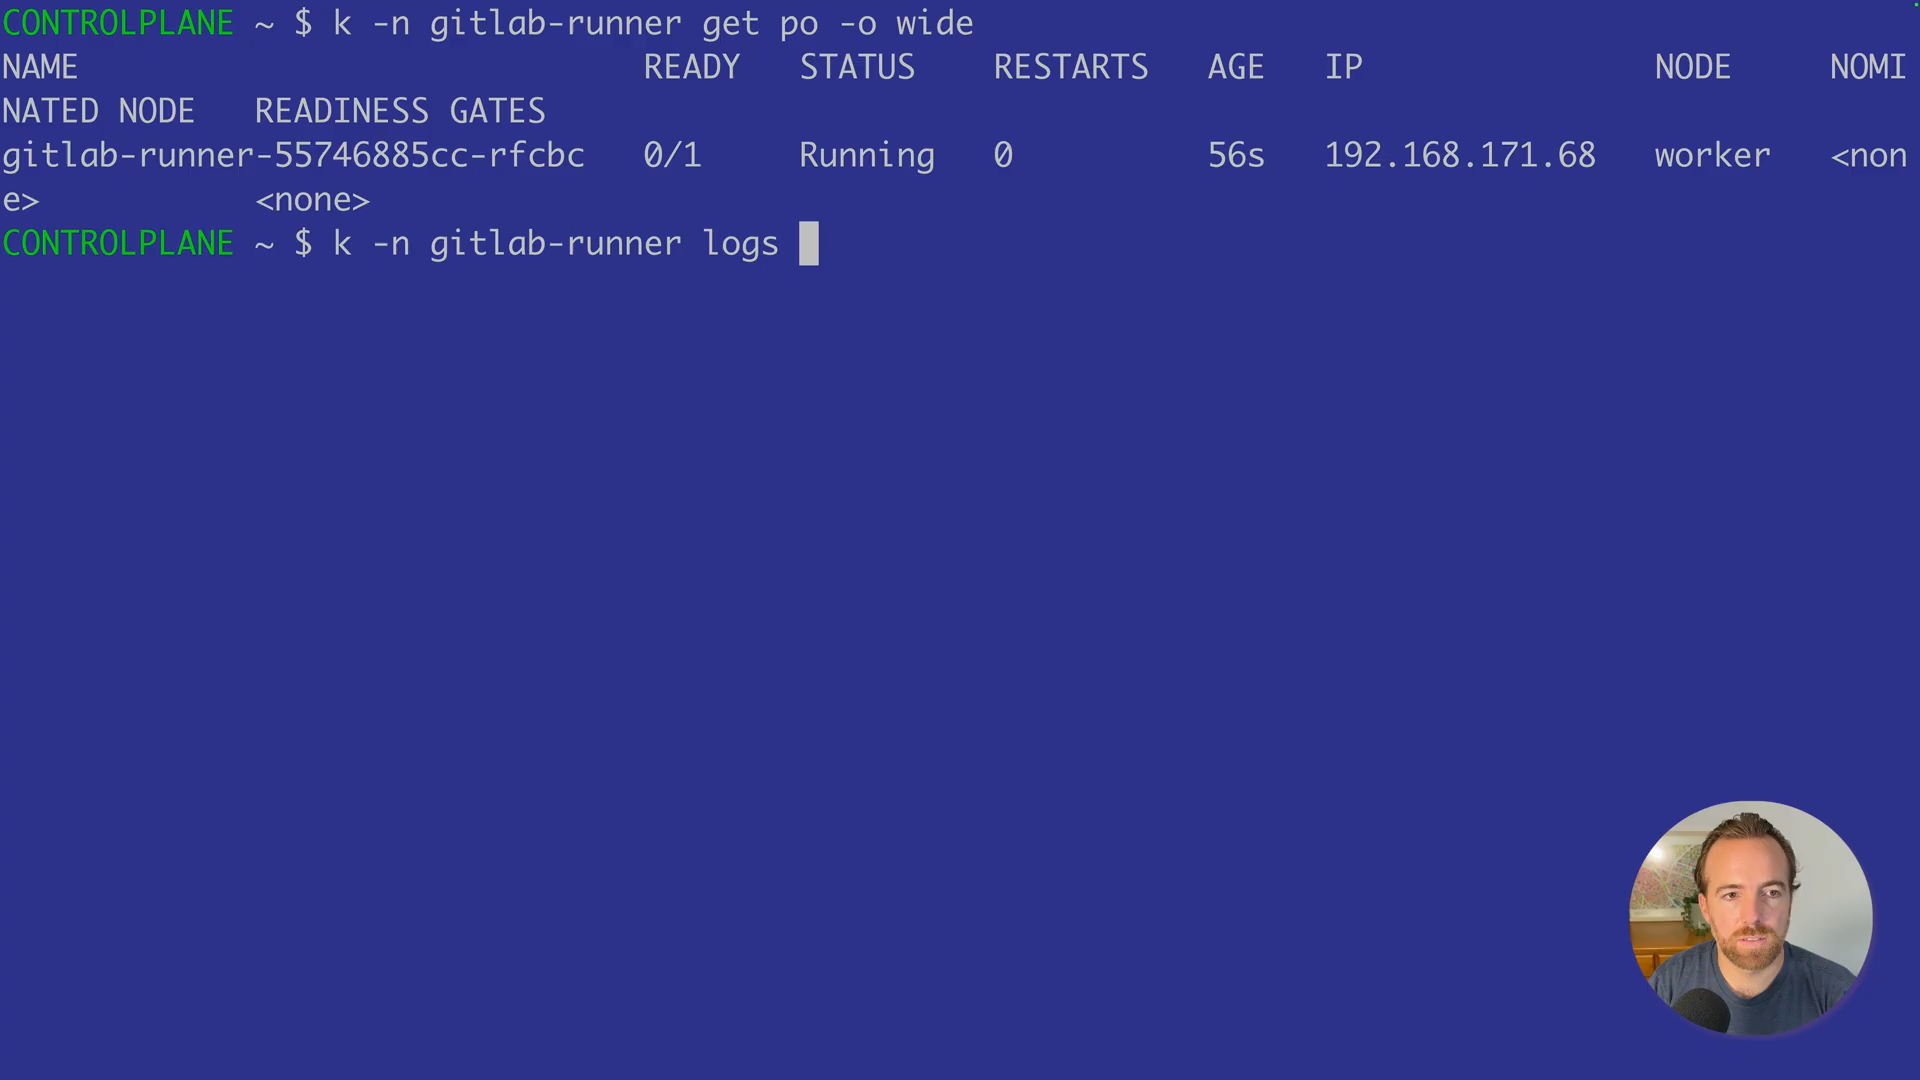 CONTROLPLANE ~ $ k -n gitlab-runner get po -o wide
NAME READY STATUS RESTARTS AGE IP NODE NOMI
NATED NODE READINESS GATES
gitlab-runner-55746885cc-rfcbc 0/1 Running 0 56s 192.168.171.68 worker <non
e> <none>
CONTROLPLANE ~ $ k -n gitlab-runner logs